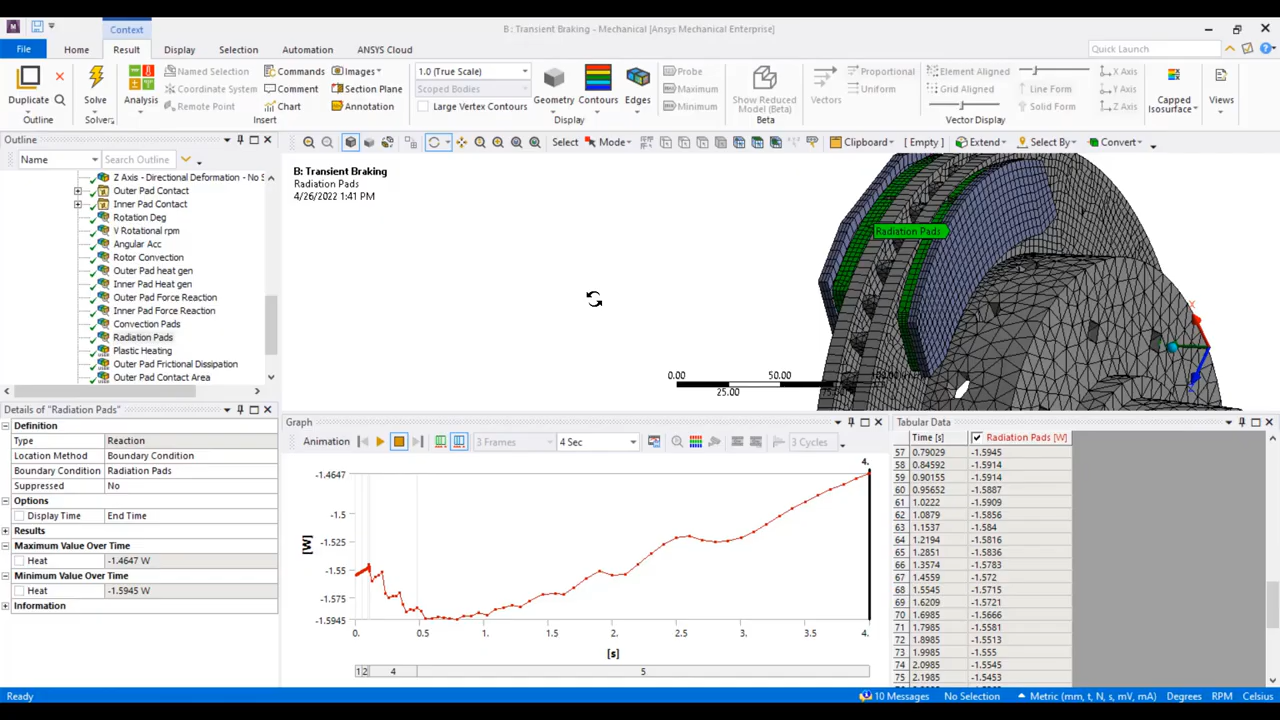 Context
B : Transient Braking - Mechanical [Ansys Mechanical Enterprise]
File Home Result Display Selection Automation ANSYS Cloud
Quick Launch
Duplicate
Outline
Solve
Solver
Analysis
Named Selection
Coordinate System
Remote Point
Commands
Comment
Chart
Images
Section Plane
Annotation
Insert
1.0 (True Scale)
Scoped Bodies
Large Vertex Contours
Geometry
Contours
Edges
Display
Probe
Maximum
Minimum
Show Reduced
Model (Beta)
Beta
Vectors
Proportional
Uniform
Element Aligned
Grid Aligned
Line Form
Solid Form
X Axis
Y Axis
Z Axis
Vector Display
Capped
Isosurface
Views
Outline
Select Mode Clipboard [ Empty ] Extend Select By Convert
Name Search Outline
Z Axis - Directional Deformation - No S
Outer Pad Contact
Inner Pad Contact
Rotation Deg
V Rotational rpm
Angular Acc
Rotor Convection
Outer Pad heat gen
Inner Pad Heat gen
Outer Pad Force Reaction
Inner Pad Force Reaction
Convection Pads
Radiation Pads
Plastic Heating
Outer Pad Frictional Dissipation
Outer Pad Contact Area
B: Transient Braking
Radiation Pads
4/26/2022 1:41 PM
Radiation Pads
0.00 50.00
25.00
X
Details of "Radiation Pads"
Definition
Type Reaction
Location Method Boundary Condition
Boundary Condition Radiation Pads
Suppressed No
Options
Display Time End Time
Results
Maximum Value Over Time
Heat -1.4647 W
Minimum Value Over Time
Heat -1.5945 W
Information
Graph
Animation 3 Frames 4 Sec 3 Cycles
4.
-1.4647
-1.5
-1.525
-1.55
-1.575
-1.5945
[W]
0. 0.5 1. 1.5 2. 2.5 3. 3.5 4.
[s]
1 2 4 5
Tabular Data
Time [s] Radiation Pads [W]
57 0.79029 -1.5945
58 0.84592 -1.5914
59 0.90155 -1.5914
60 0.95652 -1.5887
61 1.0222 -1.5909
62 1.0879 -1.5856
63 1.1537 -1.584
64 1.2194 -1.5816
65 1.2851 -1.5836
66 1.3574 -1.5783
67 1.4559 -1.572
68 1.5545 -1.5715
69 1.6209 -1.5721
70 1.6985 -1.5666
71 1.7985 -1.5581
72 1.8985 -1.5513
73 1.9985 -1.555
74 2.0985 -1.5545
75 2.1985 -1.5453
Ready
10 Messages No Selection Metric (mm, t, N, s, mV, mA) Degrees RPM Celsius